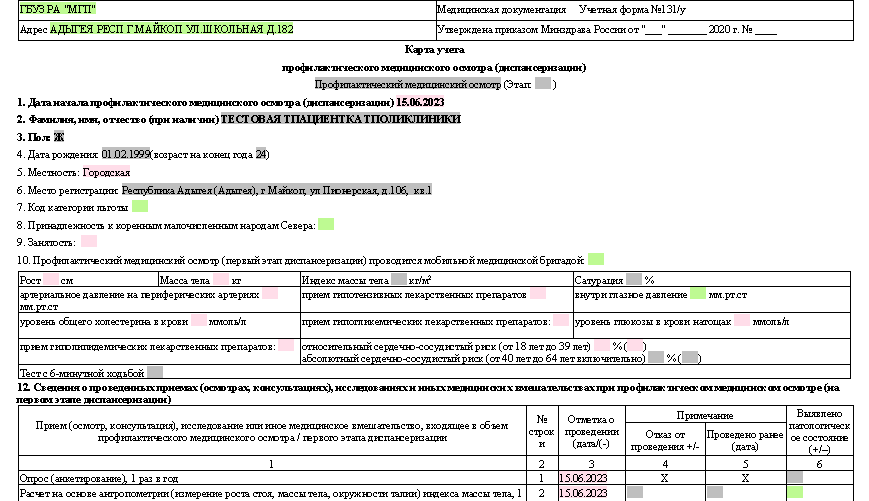 ГБУЗ РА "МГП" Медицинская документация Учетная форма №131/у
Адрес АДЫГЕЯ РЕСП Г.МАЙКОП УЛ.ШКОЛЬНАЯ Д.182 Утверждена приказом Минздрава России от "___" _______ 2020 г. № ____
Карта учета
профилактического медицинского осмотра (диспансеризации)
Профилактический медицинский осмотр (Этап: )
1. Дата начала профилактического медицинского осмотра (диспансеризации) 15.06.2023
2. Фамилия, имя, отчество (при наличии) ТЕСТОВАЯ ТПАЦИЕНТКА ТПОЛИКЛИНИКИ
3. Пол: Ж
4. Дата рождения: 01.02.1999(возраст на конец года 24)
5. Местность: Городская
6. Место регистрации: Республика Адыгея (Адыгея), г Майкоп, ул Пионерская, д.106, кв.1
7. Код категории льготы
8. Принадлежность к коренным малочисленным народам Севера:
9. Занятость:
10. Профилактический медицинский осмотр (первый этап диспансеризации) проводится мобильной медицинской бригадой:
Рост см Масса тела кг Индекс массы тела кг/м² Сатурация %
артериальное давление на периферических артериях мм.рт.ст прием гипотензивных лекарственных препаратов внутриглазное давление мм.рт.ст
уровень общего холестерина в крови ммоль/л прием гипогликемических лекарственных препаратов: уровень глюкозы в крови натощак ммоль/л
прием гиполипидемических лекарственных препаратов: относительный сердечно-сосудистый риск (от 18 лет до 39 лет) %( )
абсолютный сердечно-сосудистый риск (от 40 лет до 64 лет включительно) %( )
Тест с 6-минутной ходьбой
12. Сведения о проведенных приемах (осмотрах, консультациях), исследованиях и иных медицинских вмешательствах при профилактическом медицинском осмотре (на
первом этапе диспансеризации)
Прием (осмотр, консультация), исследование или иное медицинское вмешательство, входящее в объем
профилактического медицинского осмотра / первого этапа диспансеризации
№
строк
и
Отметка о
проведении
(дата/(-)
Примечание
Отказ от
проведения +/-
Проведено ранее
(дата)
Выявлено
патологическ
ое состояние
(+/–)
1 2 3 4 5 6
Опрос (анкетирование), 1 раз в год 1 15.06.2023 X X
Расчет на основе антропометрии (измерение роста стоя, массы тела, окружности талии) индекса массы тела, 1 2 15.06.2023